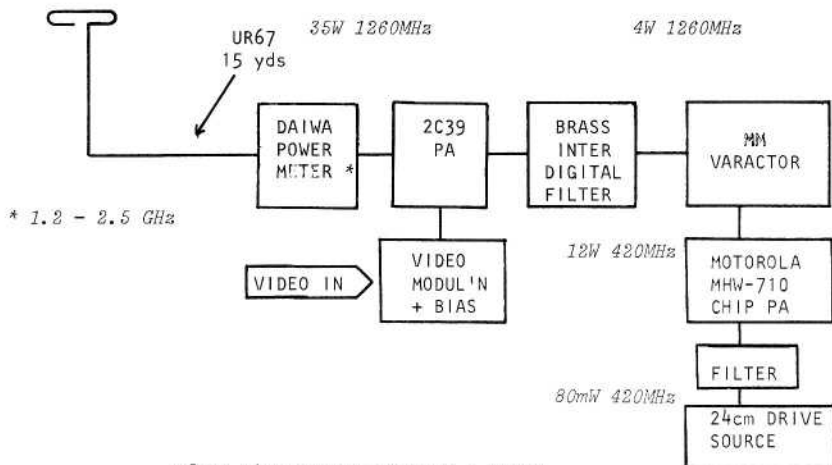 35W 1260MHz
4W 1260MHz
UR67
15 yds
DAIWA
POWER
METER *
2C39
PA
BRASS
INTER
DIGITAL
FILTER
MM
VARACTOR
* 1.2 - 2.5 GHz
VIDEO IN
VIDEO
MODUL'N
+ BIAS
12W 420MHz
MOTOROLA
MHW-710
CHIP PA
FILTER
80mW 420MHz
24cm DRIVE
SOURCE